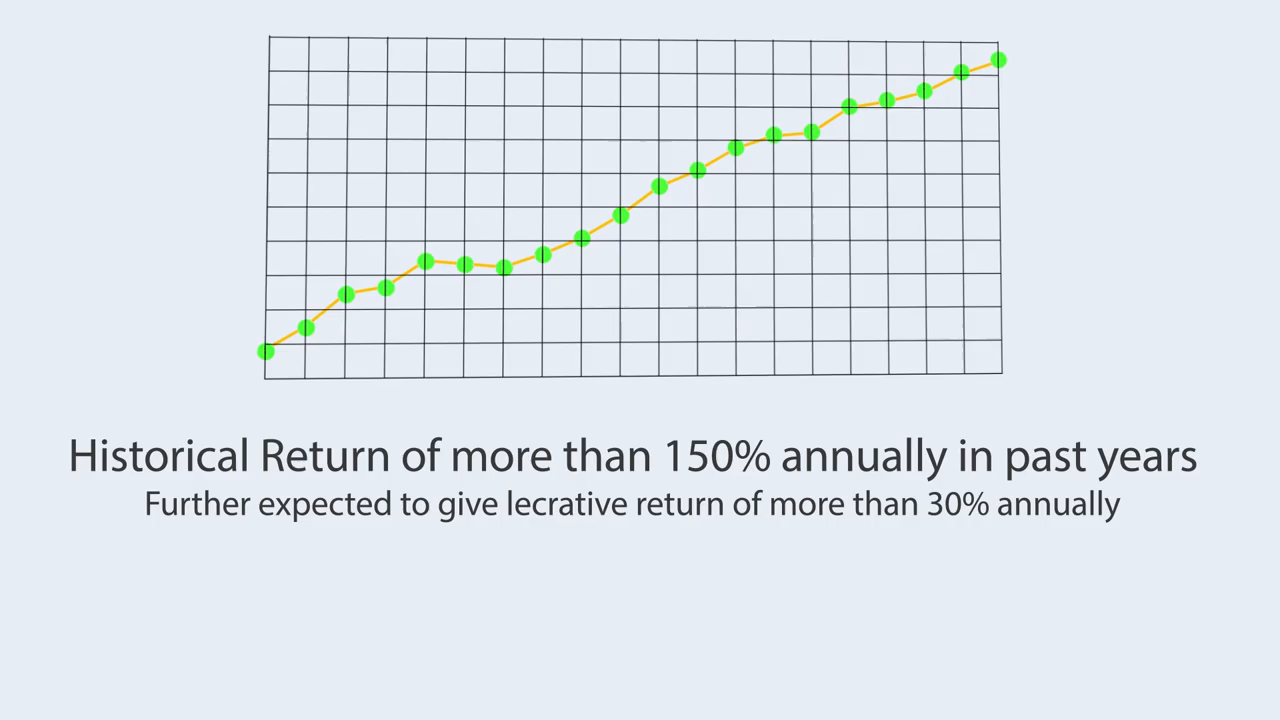 Historical Return of more than 150% annually in past years
Further expected to give lecrative return of more than 30% annually